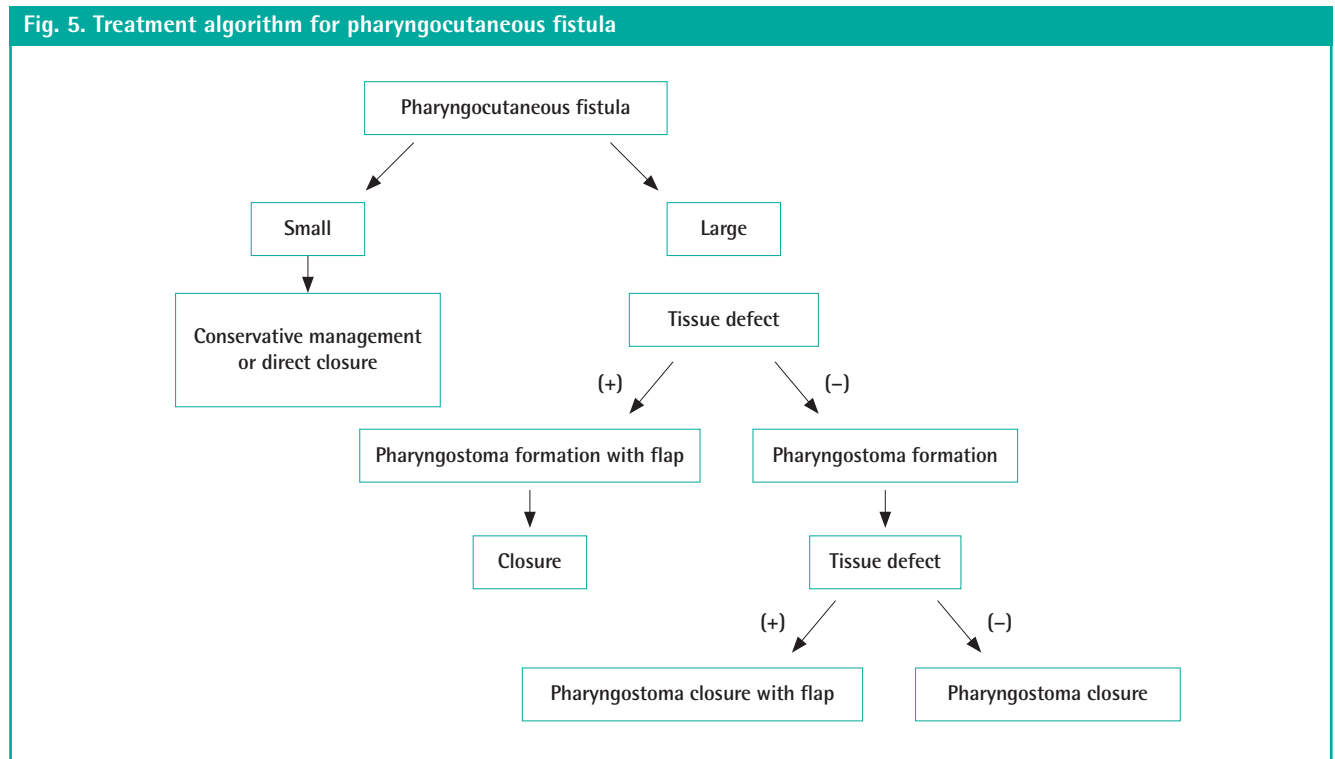 Fig. 5. Treatment algorithm for pharyngocutaneous fistula
Pharyngocutaneous fistula
Small
Large
Conservative management
or direct closure
Tissue defect
(+)
(−)
Pharyngostoma formation with flap
Pharyngostoma formation
Closure
Tissue defect
(+)
(−)
Pharyngostoma closure with flap
Pharyngostoma closure